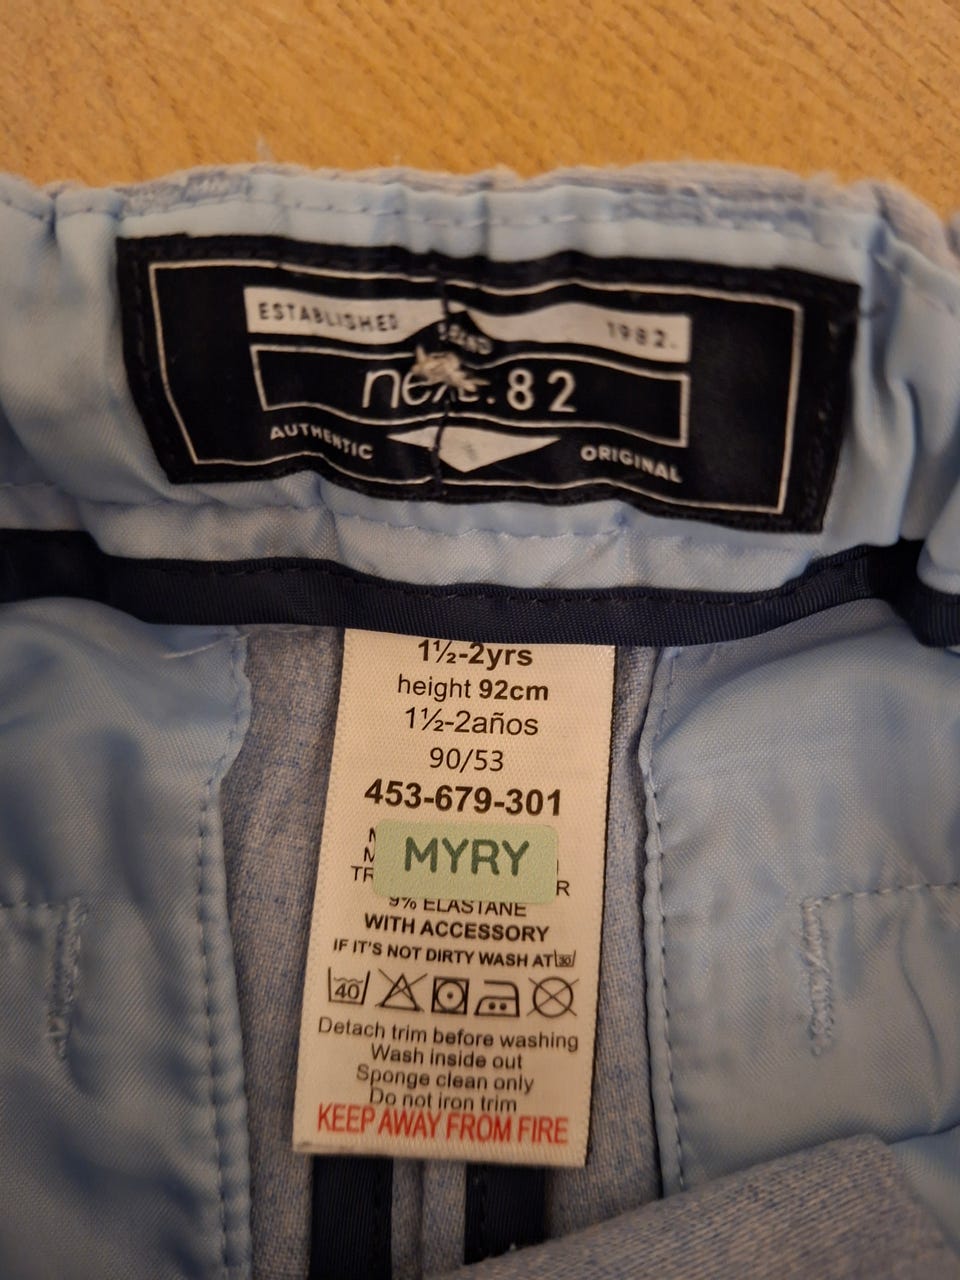 ESTABLISHED 1982.
BRAND
.82
AUTHENTIC ORIGINAL
1½-2yrs
height 92cm
1½-2años
90/53
453-679-301
MYRY
9% ELASTANE
WITH ACCESSORY
IF IT'S NOT DIRTY WASH AT 30
40
Detach trim before washing
Wash inside out
Sponge clean only
Do not iron trim
KEEP AWAY FROM FIRE